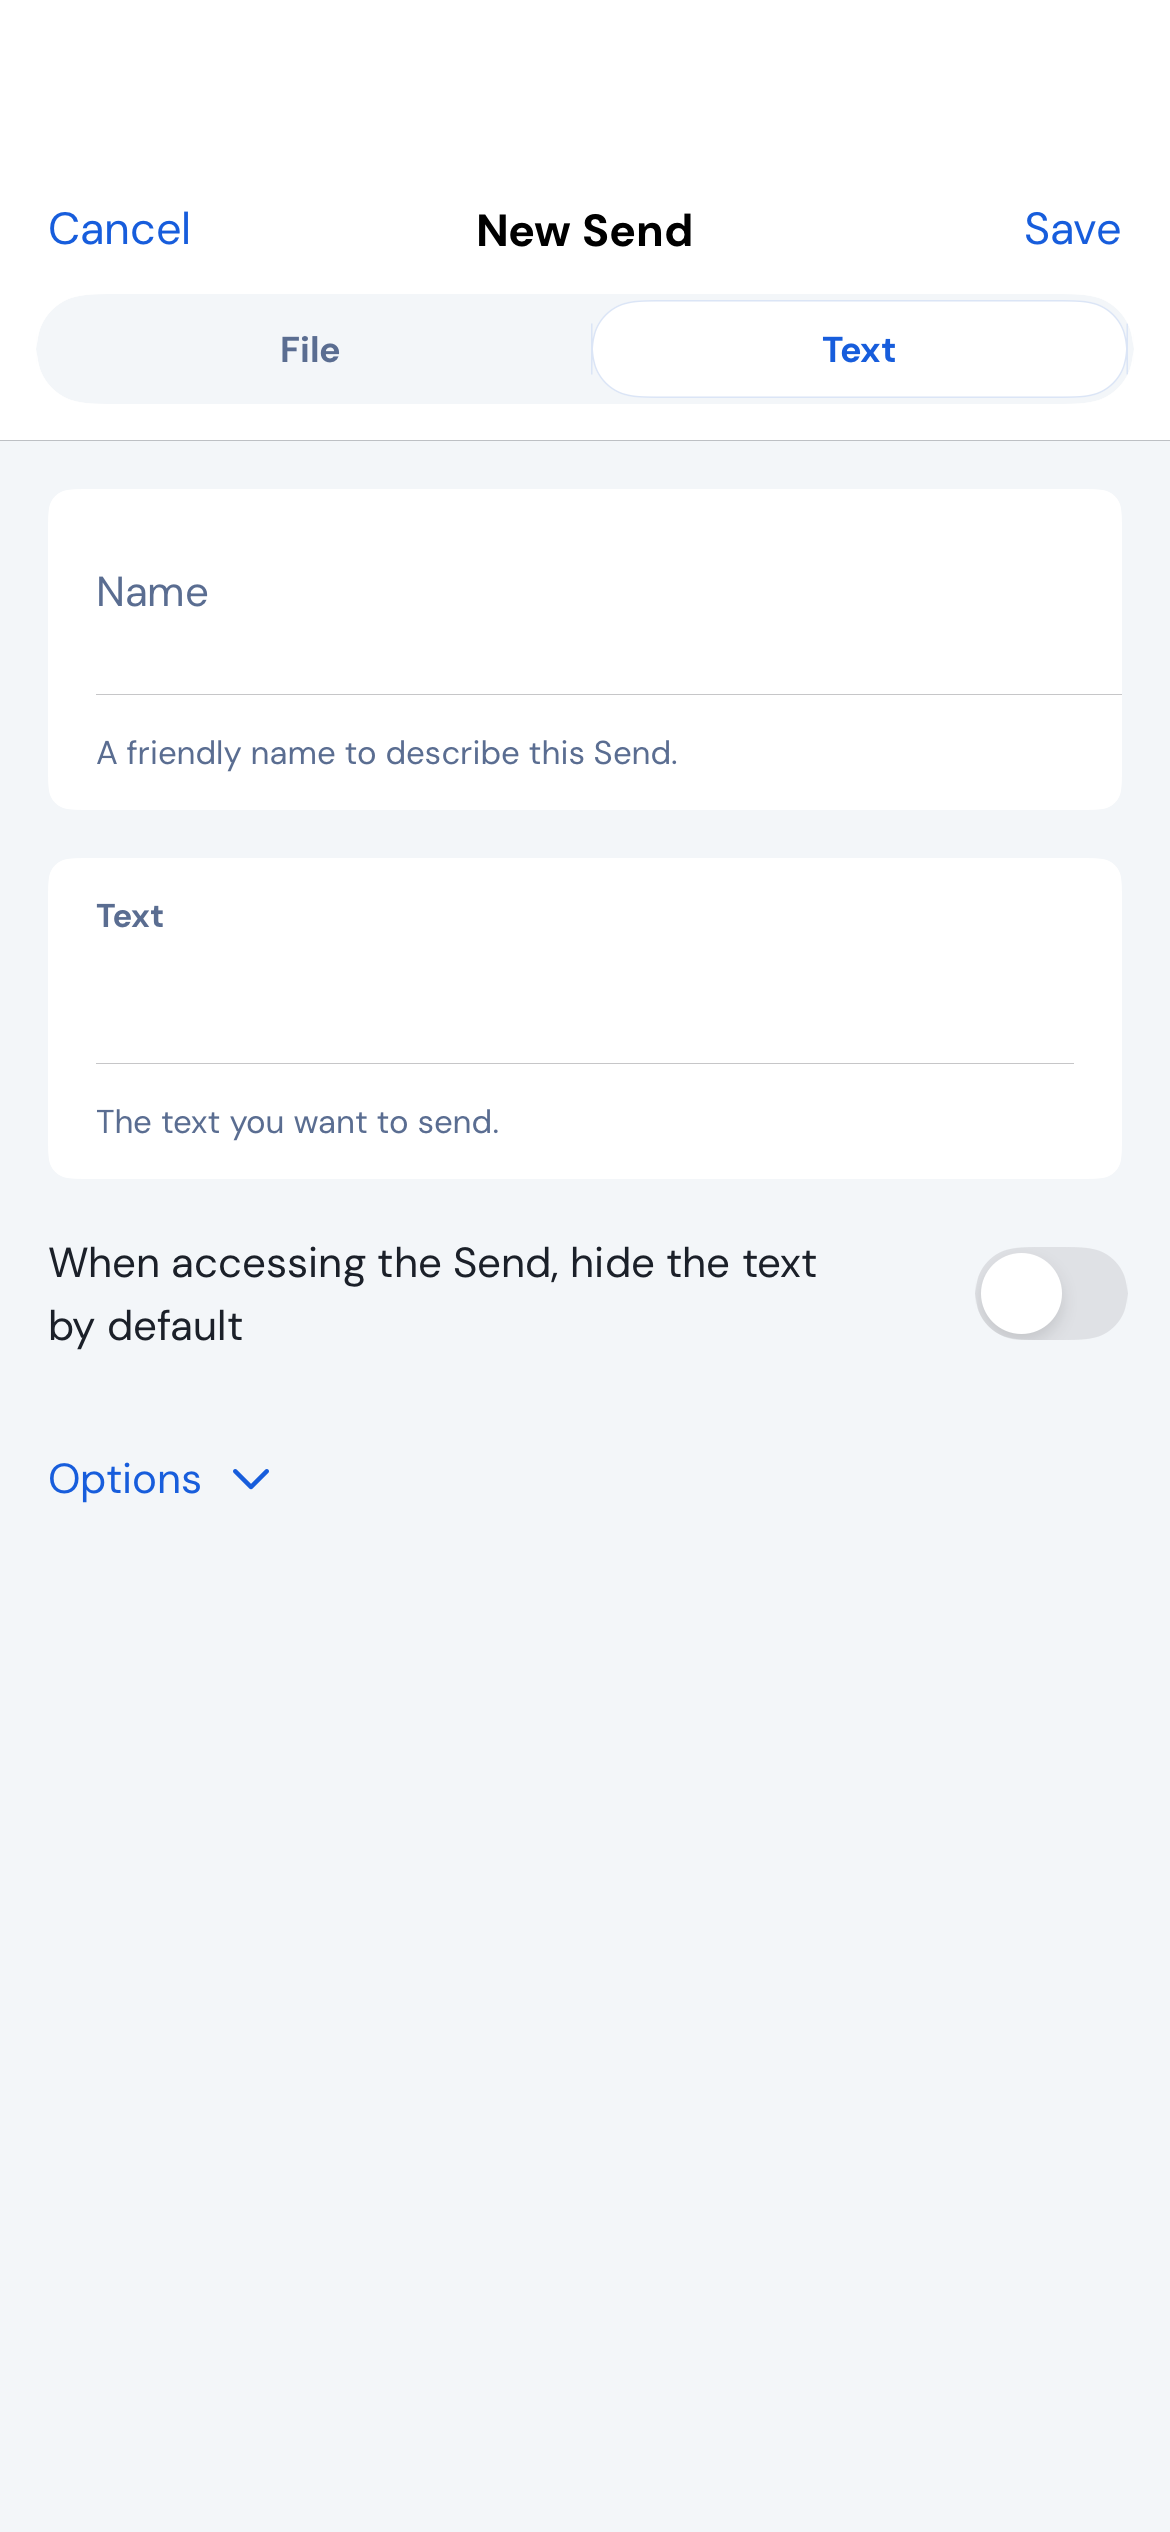 Cancel New Send Save
File Text
Name
A friendly name to describe this Send.
Text
The text you want to send.
When accessing the Send, hide the text
by default
Options